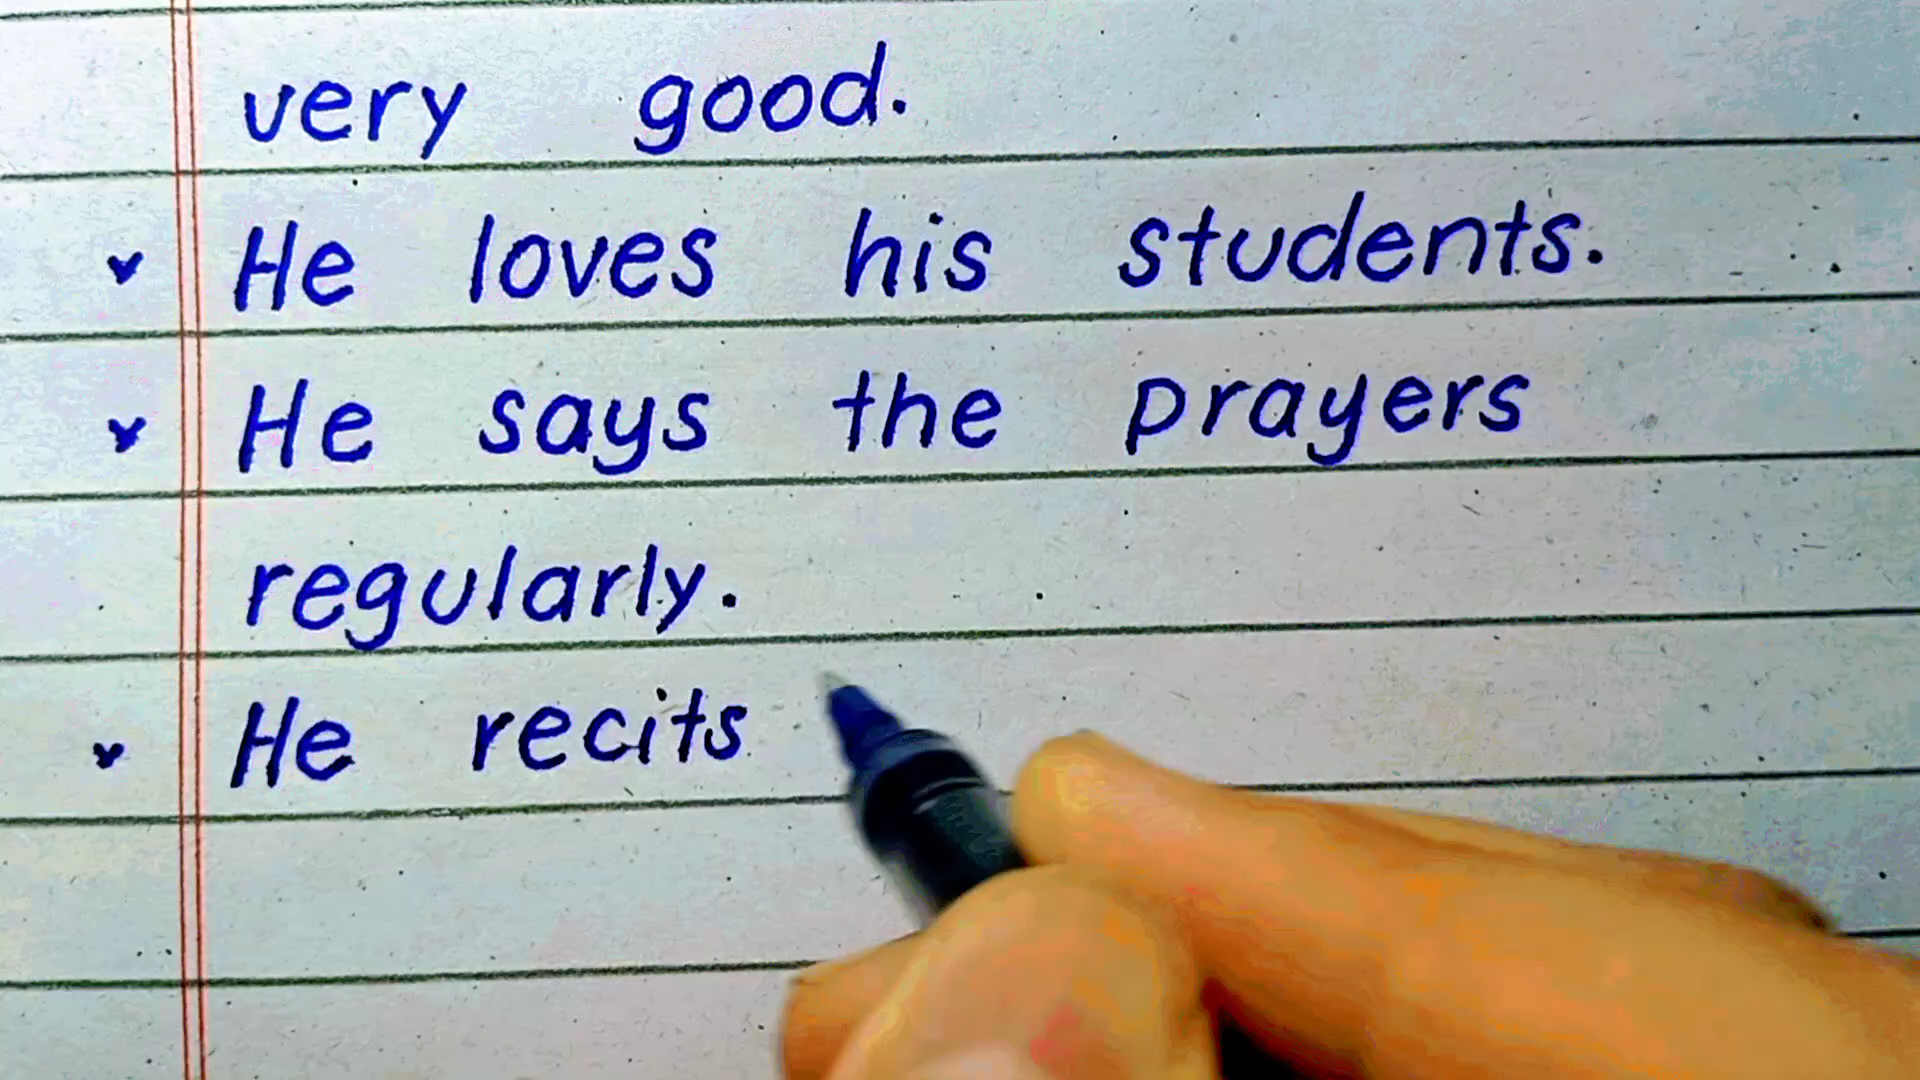 very good.
He loves his students.
He says the prayers
regularly.
He recits